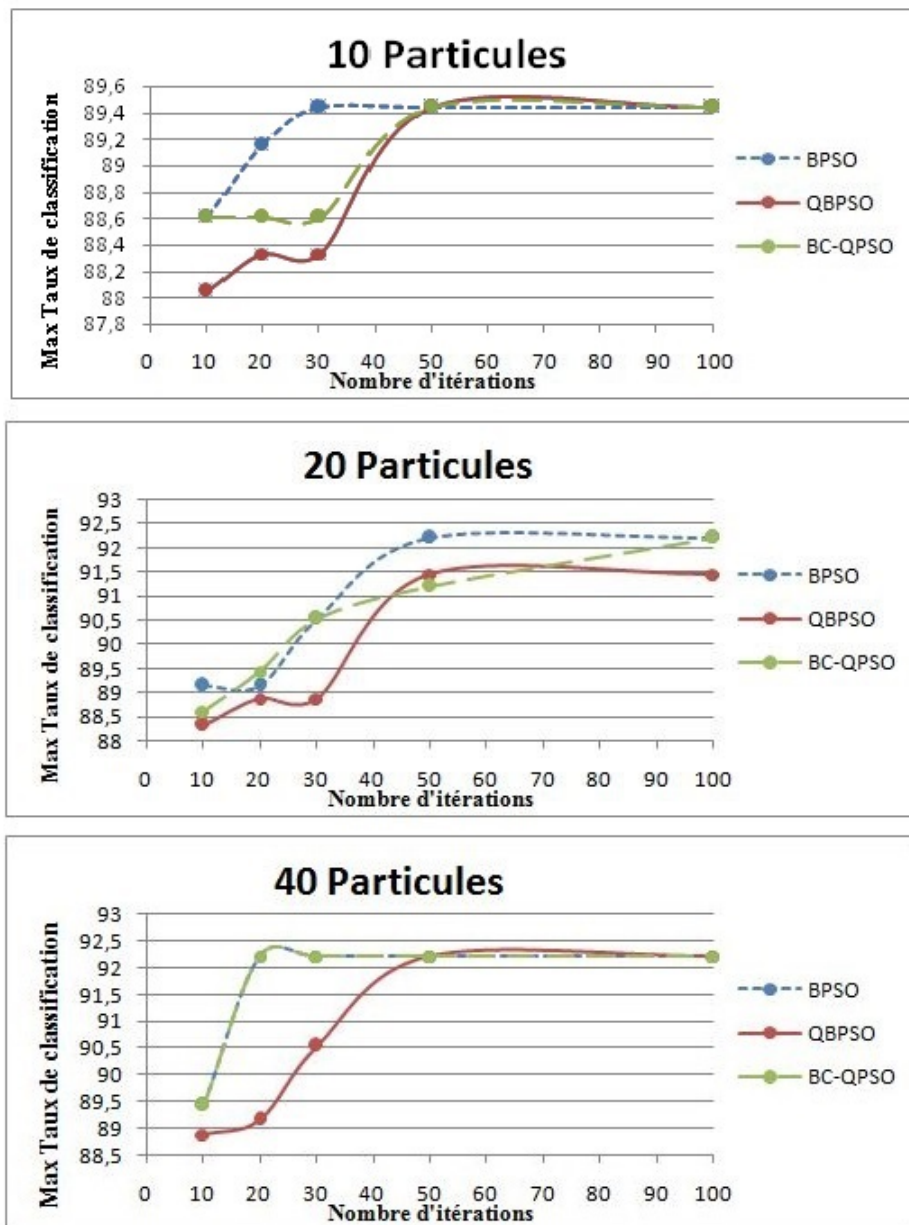 10 Particules
Max Taux de classification
89,6
89,4
89,2
89
88,8
88,6
88,4
88,2
88
87,8
0 10 20 30 40 50 60 70 80 90 100
Nombre d'itérations
BPSO
QBPSO
BC-QPSO
20 Particules
Max Taux de classification
93
92,5
92
91,5
91
90,5
90
89,5
89
88,5
88
0 10 20 30 40 50 60 70 80 90 100
Nombre d'itérations
BPSO
QBPSO
BC-QPSO
40 Particules
Max Taux de classification
93
92,5
92
91,5
91
90,5
90
89,5
89
88,5
0 10 20 30 40 50 60 70 80 90 100
Nombre d'itérations
BPSO
QBPSO
BC-QPSO